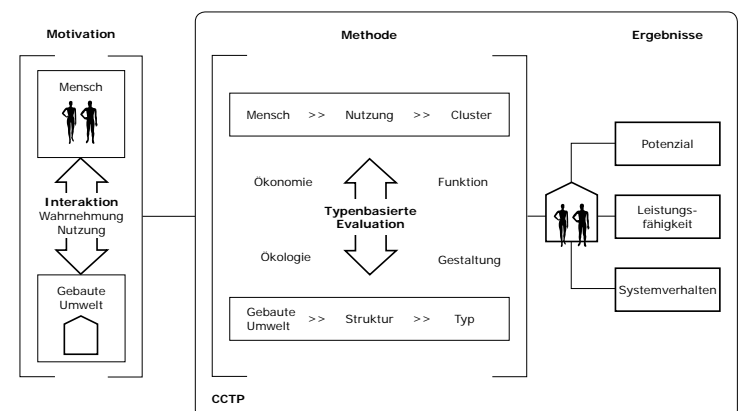 Motivation
Mensch
Interaktion
Wahrnehmung
Nutzung
Gebaute
Umwelt
Methode
Mensch >> Nutzung >> Cluster
Ökonomie
Funktion
Typenbasierte
Evaluation
Ökologie
Gestaltung
Gebaute
Umwelt >> Struktur >> Typ
CCTP
Ergebnisse
Potenzial
Leistungs-
fähigkeit
Systemverhalten